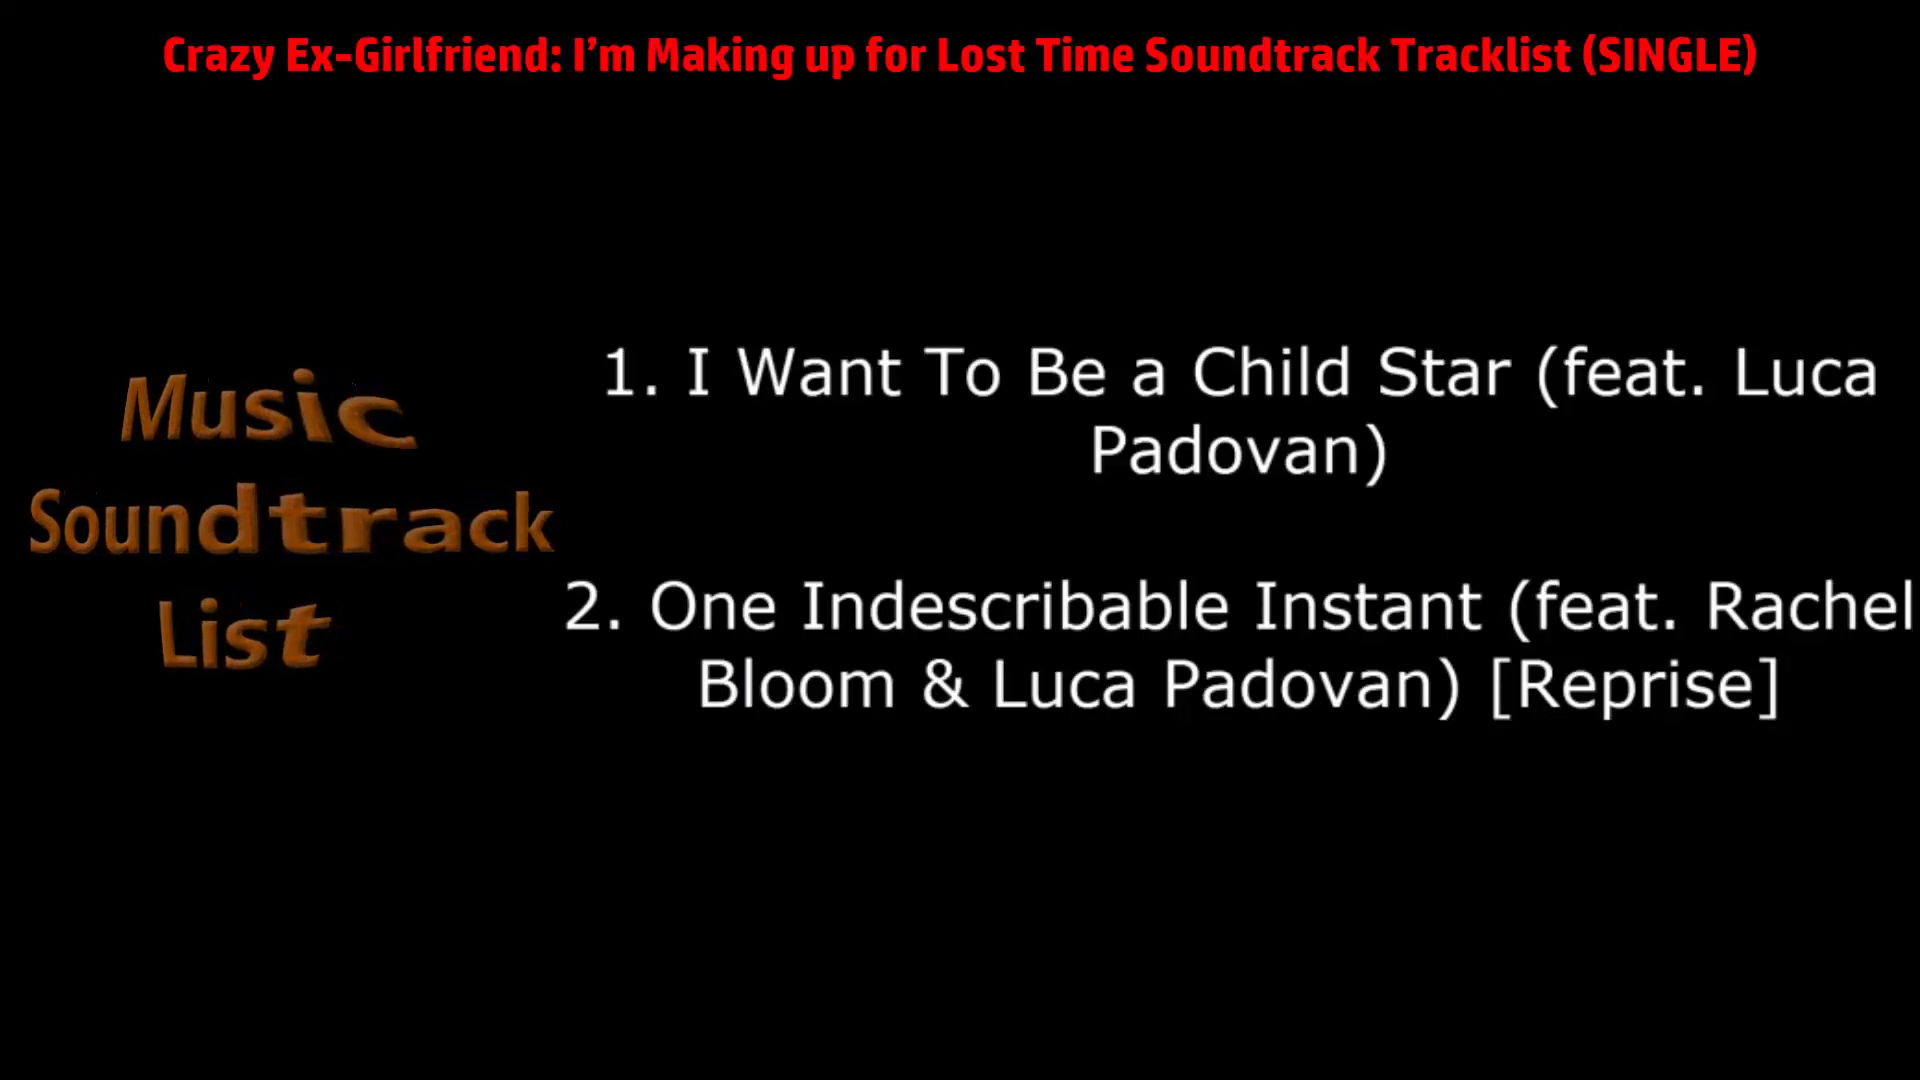 Crazy Ex-Girlfriend: I’m Making up for Lost Time Soundtrack Tracklist (SINGLE)
Music
Soundtrack
List
1. I Want To Be a Child Star (feat. Luca
Padovan)
2. One Indescribable Instant (feat. Rachel
Bloom & Luca Padovan) [Reprise]